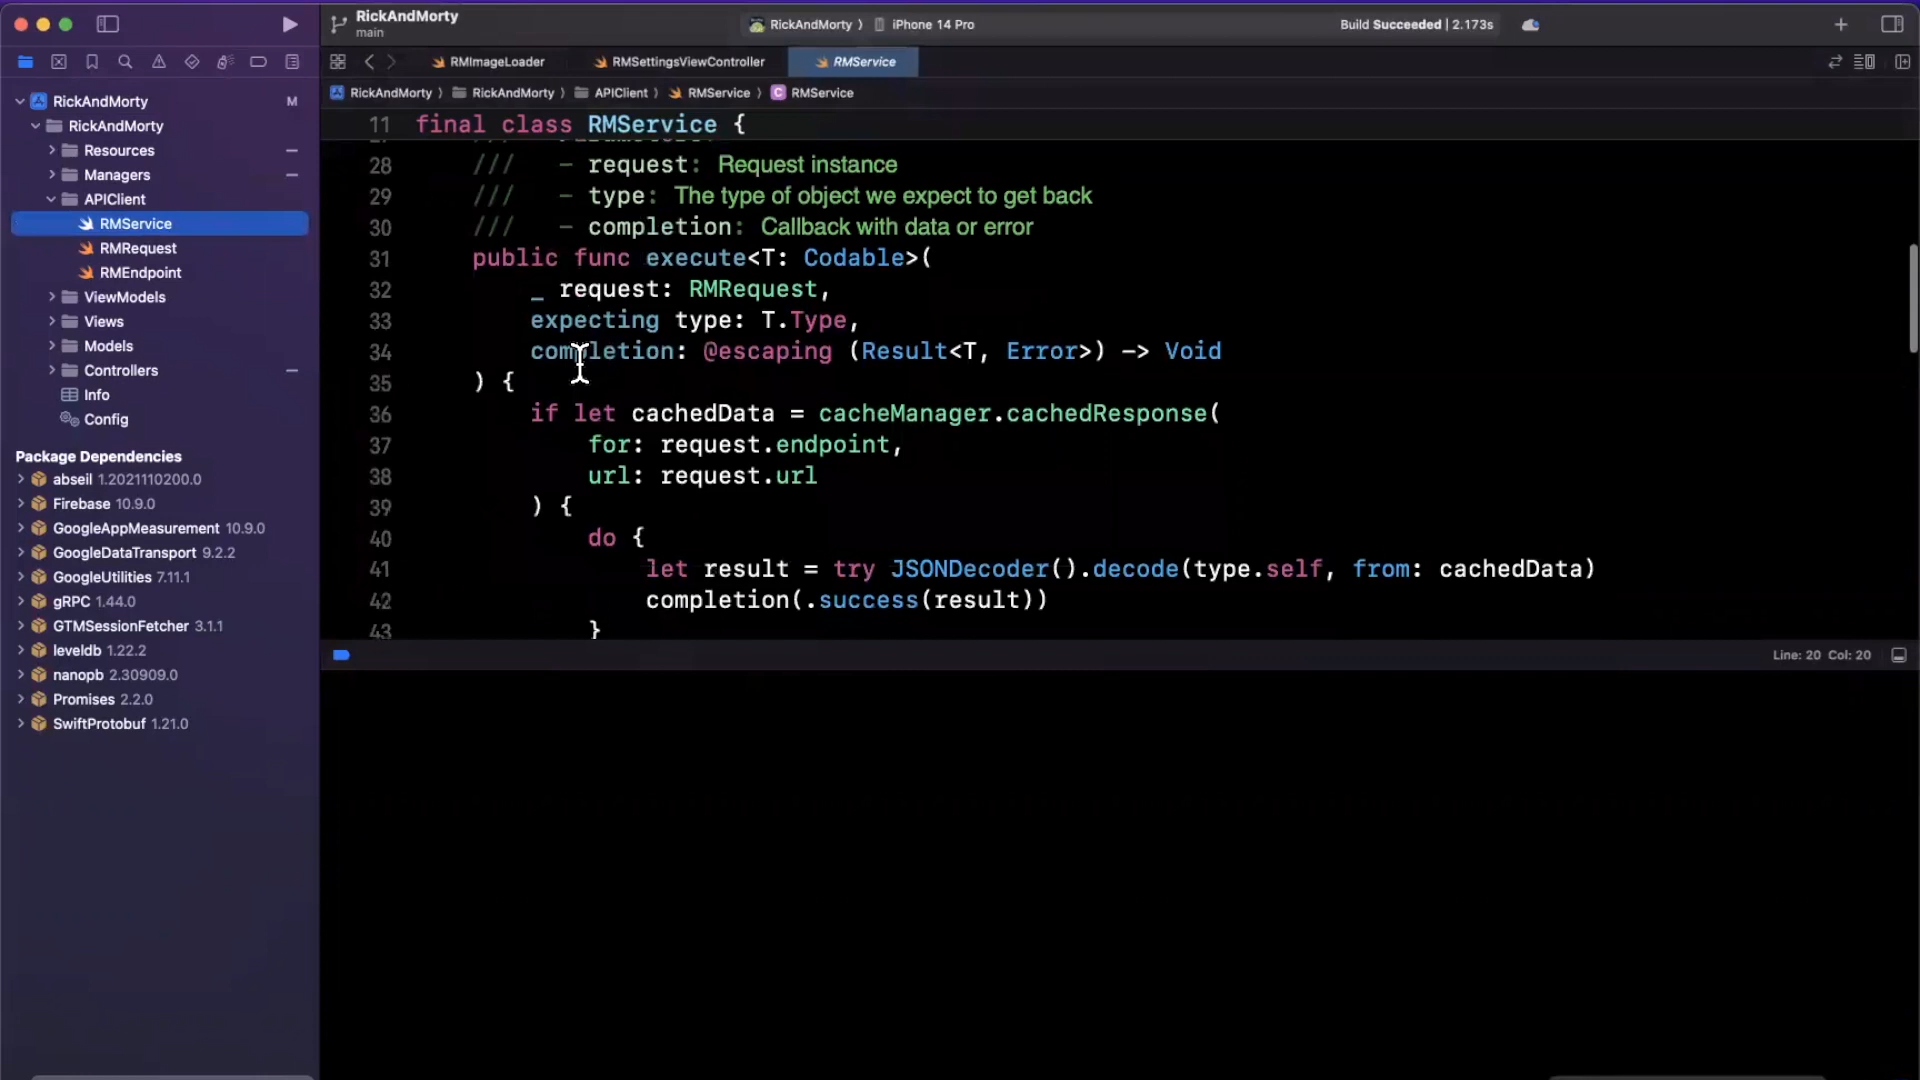 RickAndMorty
main
RickAndMorty 〉 iPhone 14 Pro
Build Succeeded | 2.173s
RMImageLoader
RMSettingsViewController
RMService
RickAndMorty 〉 RickAndMorty 〉 APIClient 〉 RMService 〉 C RMService
RickAndMorty M
RickAndMorty
Resources
Managers
APIClient
RMService
RMRequest
RMEndpoint
ViewModels
Views
Models
Controllers
Info
Config
Package Dependencies
abseil 1.2021110200.0
Firebase 10.9.0
GoogleAppMeasurement 10.9.0
GoogleDataTransport 9.2.2
GoogleUtilities 7.11.1
gRPC 1.44.0
GTMSessionFetcher 3.1.1
leveldb 1.22.2
nanopb 2.30909.0
Promises 2.2.0
SwiftProtobuf 1.21.0
11 final class RMService {
28 /// - request: Request instance
29 /// - type: The type of object we expect to get back
30 /// - completion: Callback with data or error
31 public func execute<T: Codable>(
32 _ request: RMRequest,
33 expecting type: T.Type,
34 completion: @escaping (Result<T, Error>) -> Void
35 ) {
36 if let cachedData = cacheManager.cachedResponse(
37 for: request.endpoint,
38 url: request.url
39 ) {
40 do {
41 let result = try JSONDecoder().decode(type.self, from: cachedData)
42 completion(.success(result))
43 }
Line: 20 Col: 20